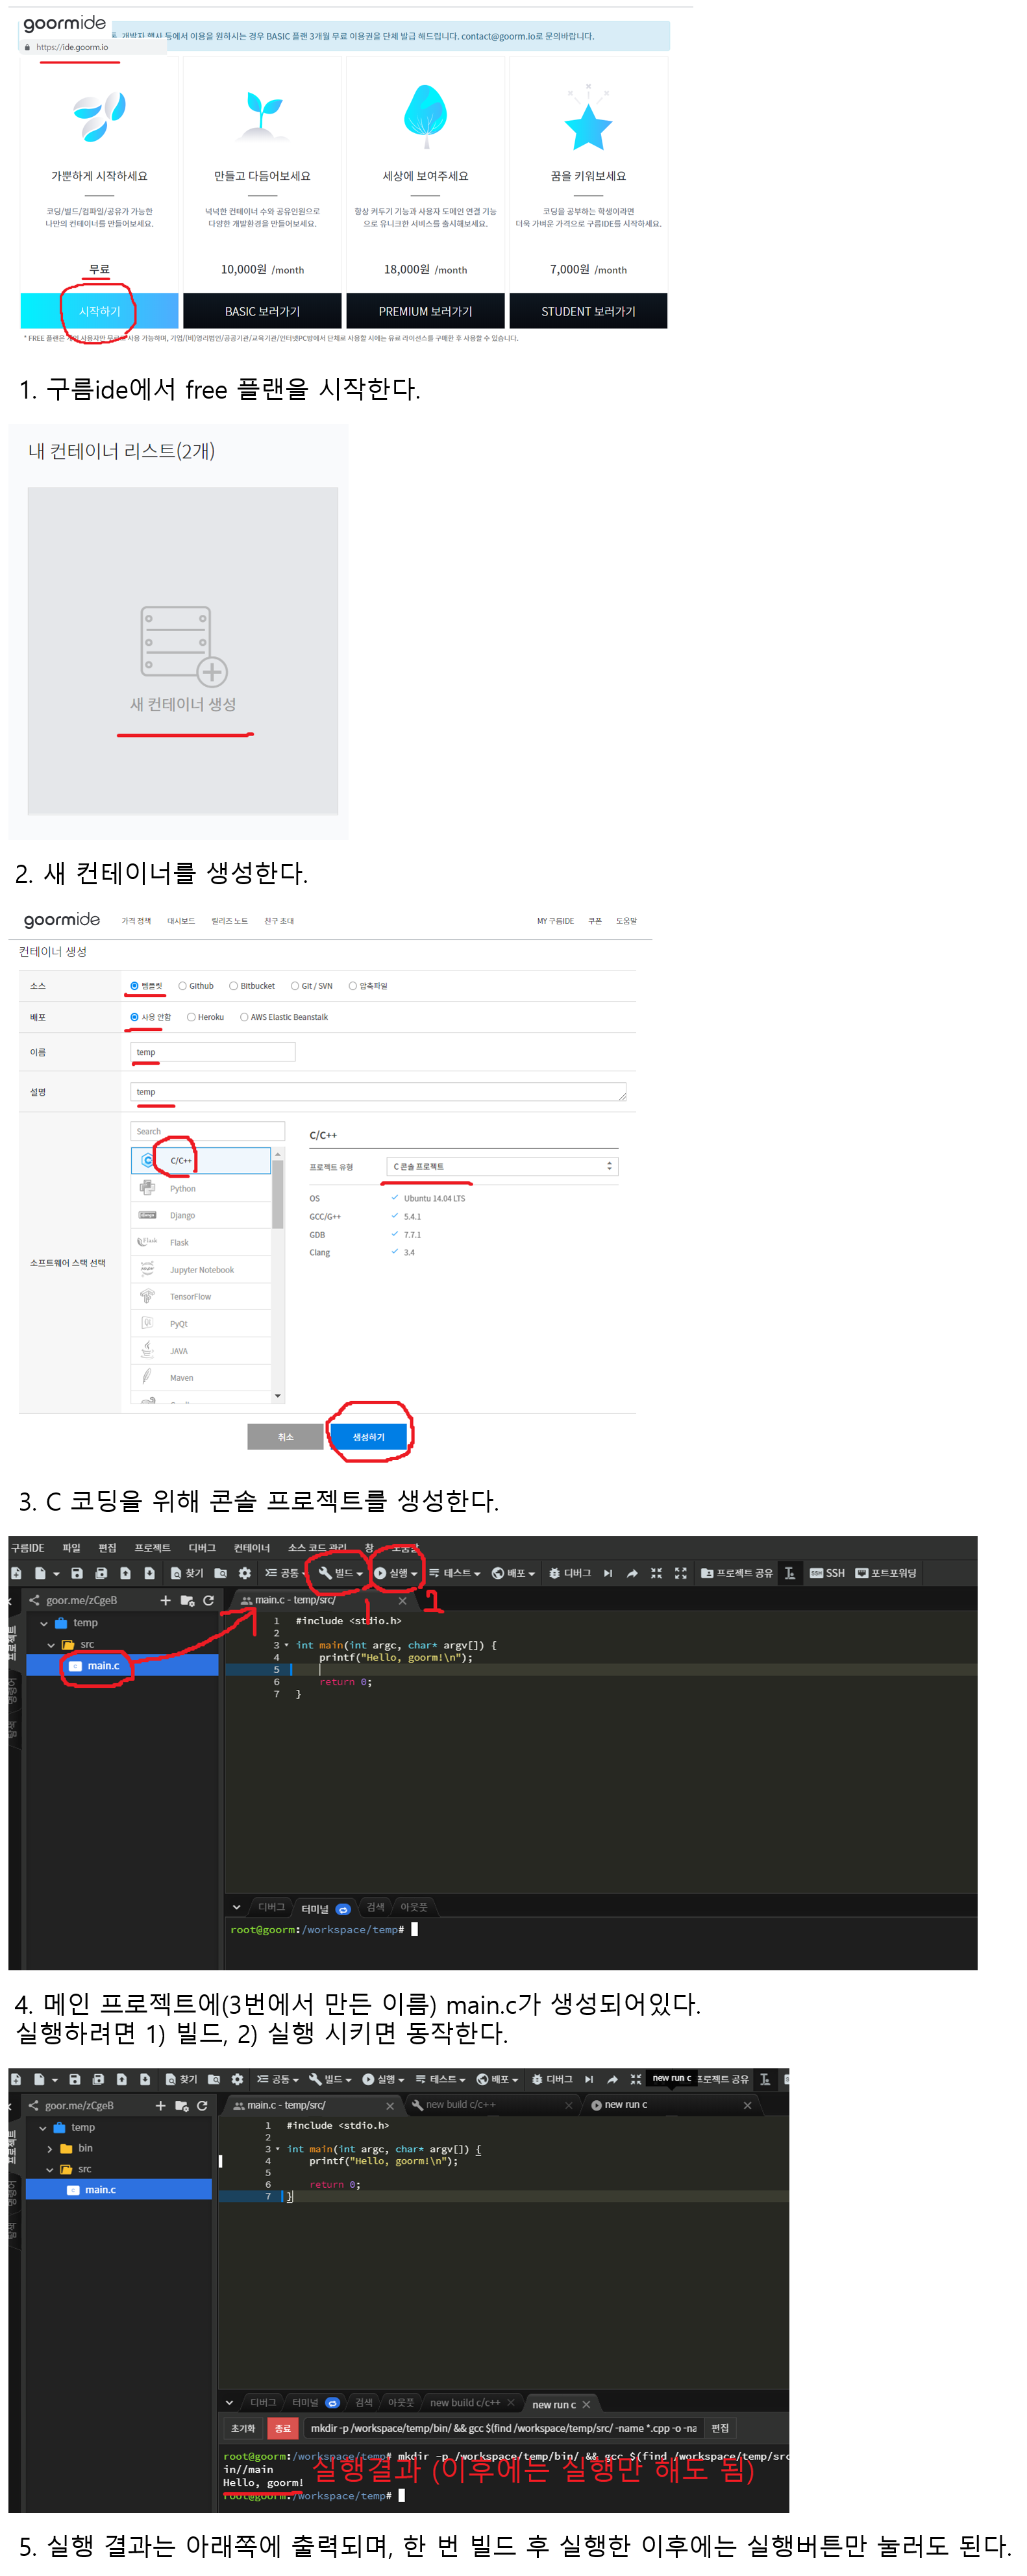 goormide
https://ide.goorm.io
등에서 이용을 원하시는 경우 BASIC 플랜 3개월 무료 이용권을 단체 발급 해드립니다. contact@goorm.io로 문의바랍니다.
가뿐하게 시작하세요
코딩/빌드/컴파일/공유가 가능한
나만의 컨테이너를 만들어보세요.
무료
시작하기
만들고 다듬어보세요
넉넉한 컨테이너 수와 공유인원으로
다양한 개발환경을 만들어보세요.
10,000원 /month
BASIC 보러가기
세상에 보여주세요
항상 켜두기 기능과 사용자 도메인 연결 기능
으로 유니크한 서비스를 출시해보세요.
18,000원 /month
PREMIUM 보러가기
꿈을 키워보세요
코딩을 공부하는 학생이라면
더욱 가벼운 가격으로 구름IDE를 시작하세요.
7,000원 /month
STUDENT 보러가기
* FREE 플랜은 개인 사용자만 무료로 사용 가능하며, 기업/(비)영리법인/공공기관/교육기관/인터넷PC방에서 단체로 사용할 시에는 유료 라이선스를 구매한 후 사용할 수 있습니다.
1. 구름ide에서 free 플랜을 시작한다.
내 컨테이너 리스트(2개)
새 컨테이너 생성
2. 새 컨테이너를 생성한다.
goormide 가격 정책 대시보드 릴리즈 노트 친구 초대 MY 구름IDE 쿠폰 도움말
컨테이너 생성
소스 템플릿 Github Bitbucket Git / SVN 압축파일
배포 사용 안함 Heroku AWS Elastic Beanstalk
이름 temp
설명 temp
소프트웨어 스택 선택
Search
C/C++
Python
Django
Flask
Jupyter Notebook
TensorFlow
PyQt
JAVA
Maven
C/C++
프로젝트 유형 C 콘솔 프로젝트
OS Ubuntu 14.04 LTS
GCC/G++ 5.4.1
GDB 7.7.1
Clang 3.4
취소 생성하기
3. C 코딩을 위해 콘솔 프로젝트를 생성한다.
구름IDE 파일 편집 프로젝트 디버그 컨테이너 소스 코드 관리 창 도움말
찾기 공통 빌드 실행 테스트 배포 디버그 프로젝트 공유 SSH SSH 포트포워딩
1 2
goor.me/zCgeB
프로젝트
temp
src
main.c
main.c - temp/src/
1 #include <stdio.h>
2
3 int main(int argc, char* argv[]) {
4 printf("Hello, goorm!\n");
5
6 return 0;
7 }
디버그 터미널 검색 아웃풋
root@goorm:/workspace/temp#
4. 메인 프로젝트에(3번에서 만든 이름) main.c가 생성되어있다.
실행하려면 1) 빌드, 2) 실행 시키면 동작한다.
찾기 공통 빌드 실행 테스트 배포 디버그 new run c 프로젝트 공유
goor.me/zCgeB
프로젝트
temp
bin
src
main.c
main.c - temp/src/ new build c/c++ new run c
1 #include <stdio.h>
2
3 int main(int argc, char* argv[]) {
4 printf("Hello, goorm!\n");
5
6 return 0;
7 }
디버그 터미널 검색 아웃풋 new build c/c++ new run c
초기화 종료 mkdir -p /workspace/temp/bin/ && gcc $(find /workspace/temp/src/ -name *.cpp -o -na 편집
root@goorm:/workspace/temp# mkdir -p /workspace/temp/bin/ && gcc $(find /workspace/temp/src
in//main
Hello, goorm!
실행결과 (이후에는 실행만 해도 됨)
root@goorm:/workspace/temp#
5. 실행 결과는 아래쪽에 출력되며, 한 번 빌드 후 실행한 이후에는 실행버튼만 눌러도 된다.